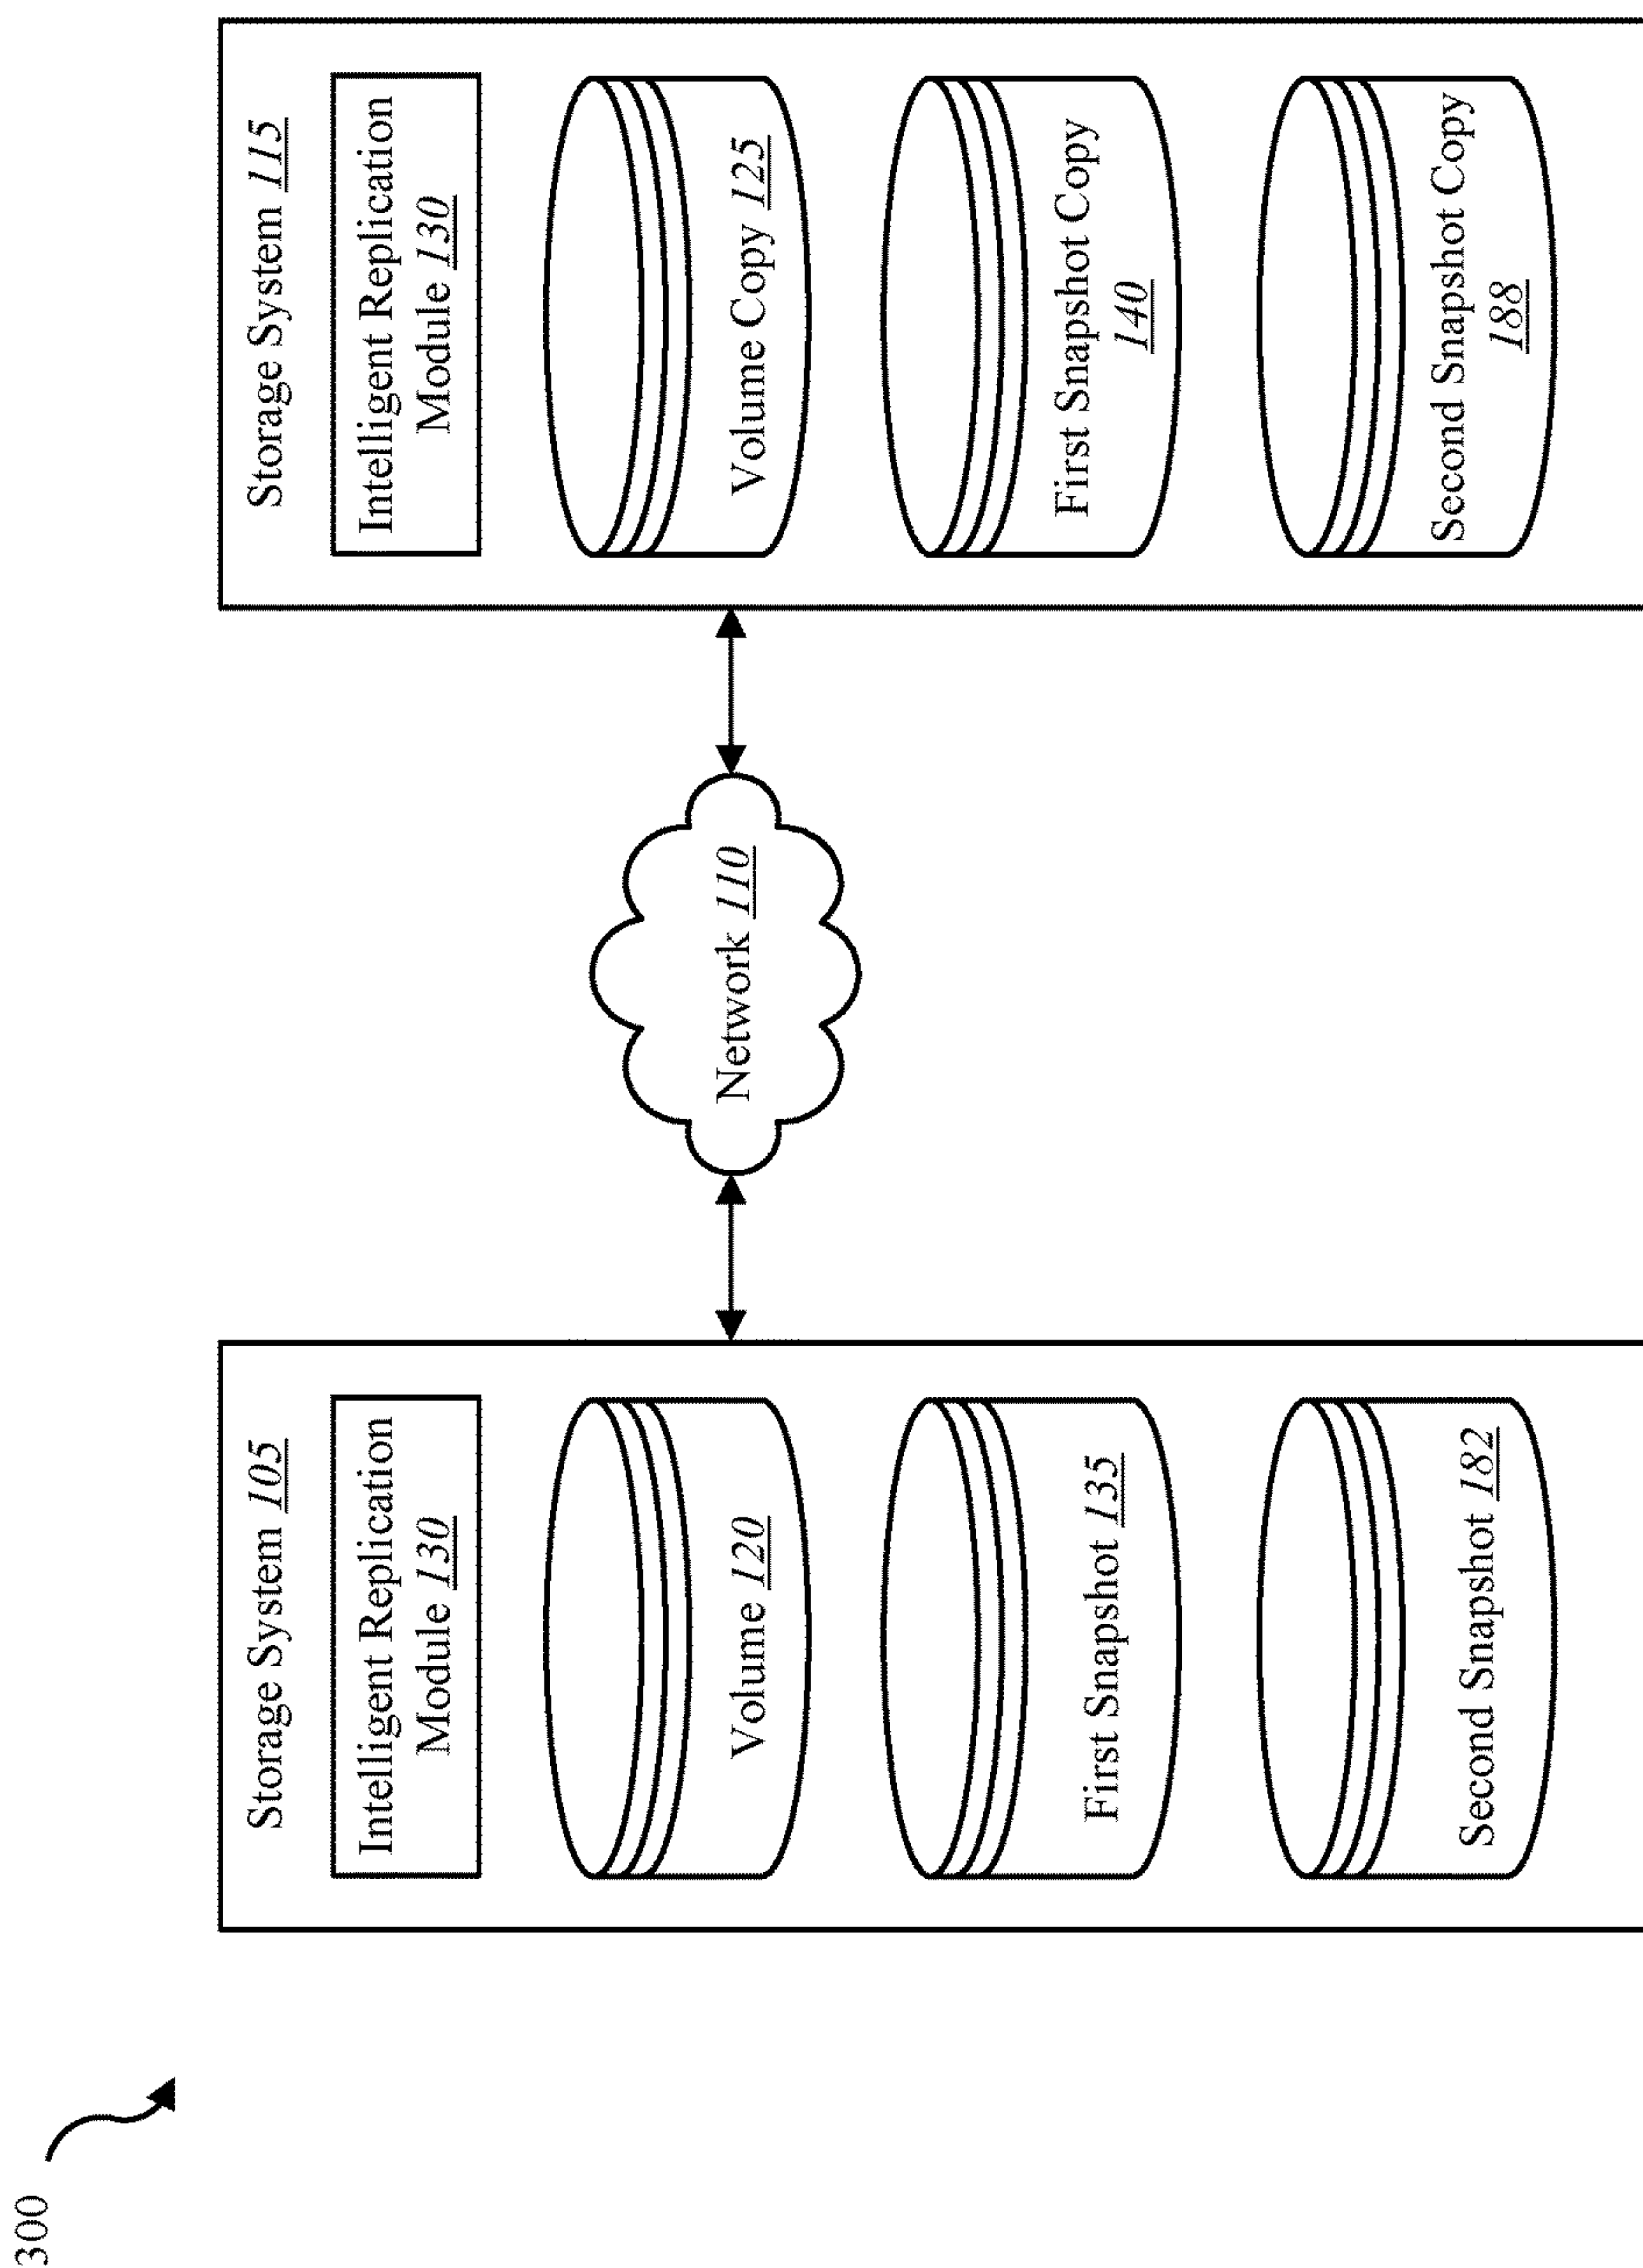 300
Storage System 105
Intelligent Replication
Module 130
Volume 120
First Snapshot 135
Second Snapshot 182
Network 110
Storage System 115
Intelligent Replication
Module 130
Volume Copy 125
First Snapshot Copy
140
Second Snapshot Copy
188